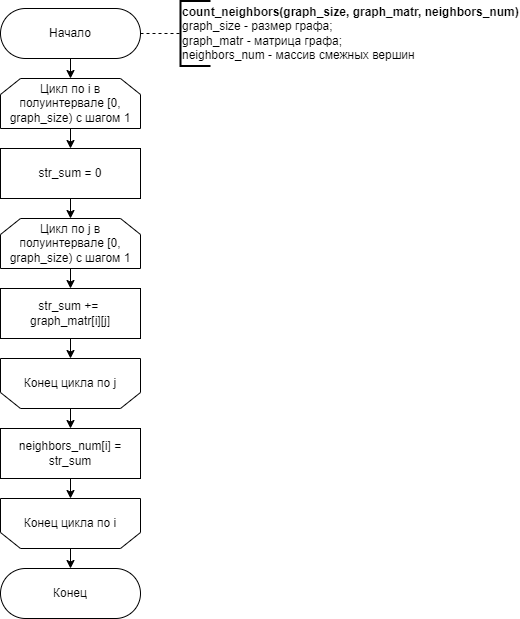 Начало
count_neighbors(graph_size, graph_matr, neighbors_num)
graph_size - размер графа;
graph_matr - матрица графа;
neighbors_num - массив смежных вершин
Цикл по i в
полуинтервале [0,
graph_size) с шагом 1
str_sum = 0
Цикл по j в
полуинтервале [0,
graph_size) с шагом 1
str_sum +=
graph_matr[i][j]
Конец цикла по j
neighbors_num[i] =
str_sum
Конец цикла по i
Конец